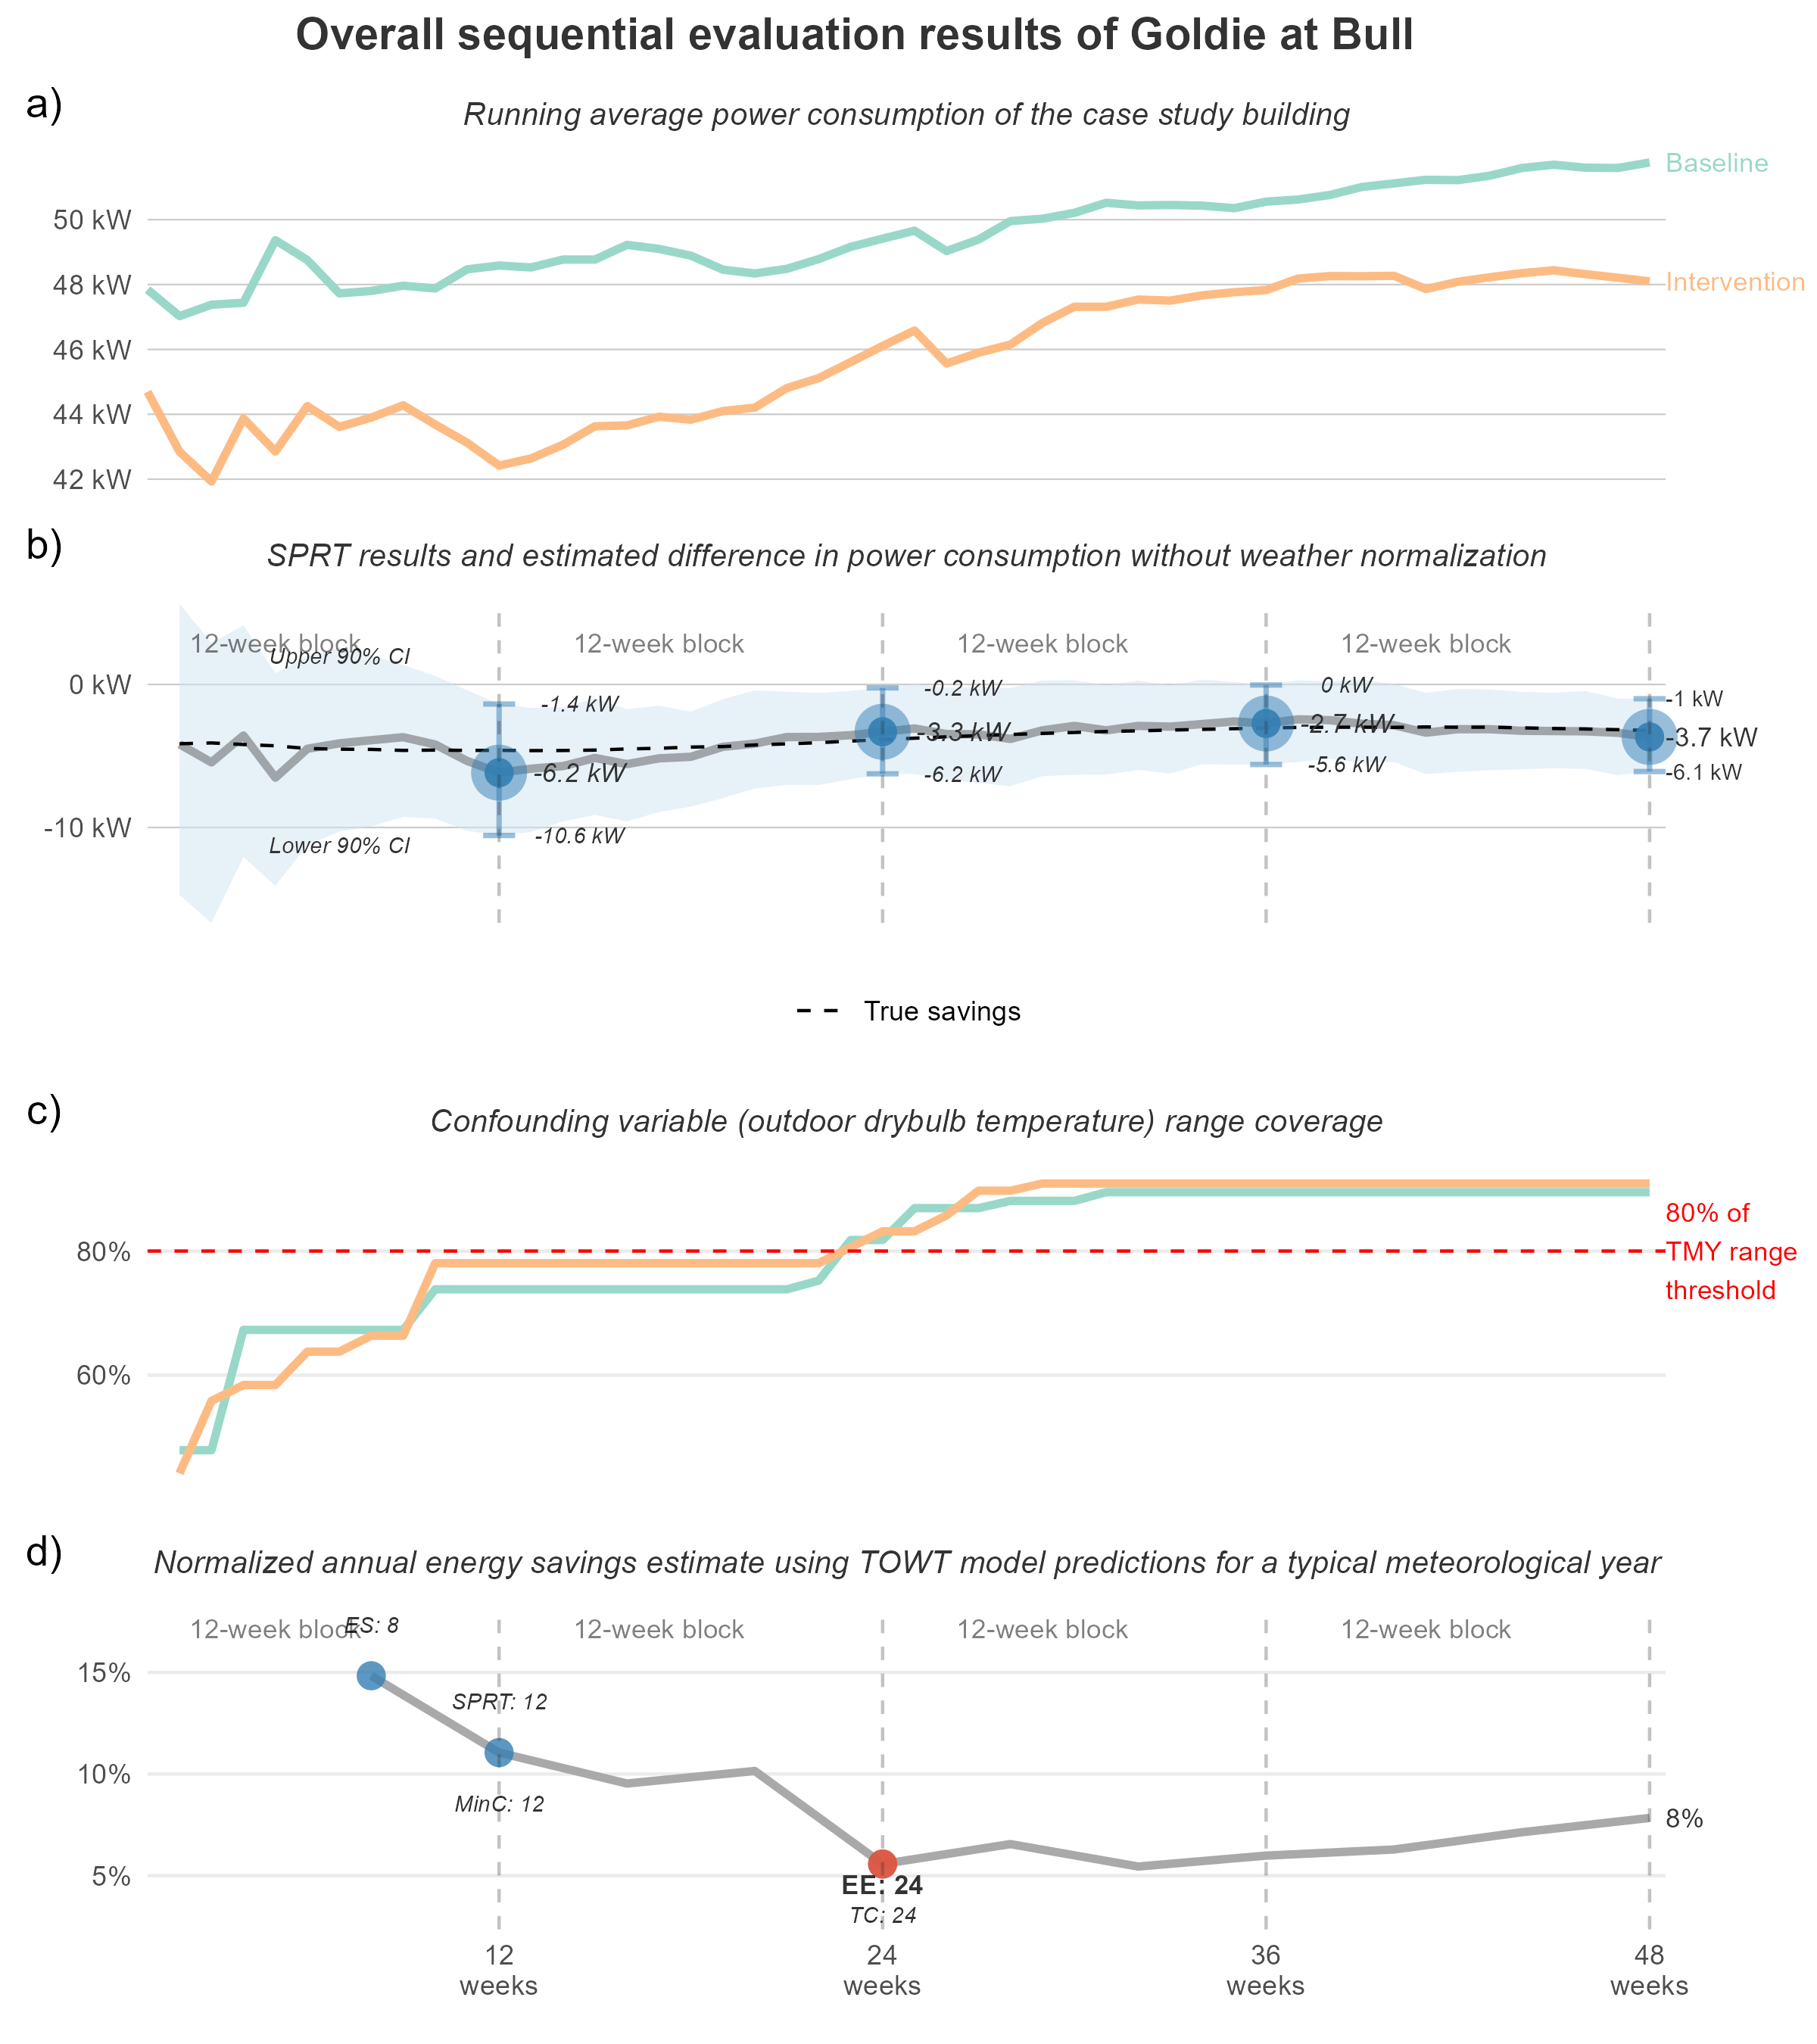 Overall sequential evaluation results of Goldie at Bull
a)
Running average power consumption of the case study building
Baseline
50 kW
48 kW
Intervention
46 kW
44 kW
42 kW
b)
SPRT results and estimated difference in power consumption without weather normalization
12-week block
12-week block
12-week block
12-week block
Upper 90% CI
0 kW
-1.4 kW
-0.2 kW
0 kW
-1 kW
-6.2 kW
-3.3 kW
-2.7 kW
-3.7 kW
-10.6 kW
-6.2 kW
-5.6 kW
-6.1 kW
-10 kW
Lower 90% CI
True savings
c)
Confounding variable (outdoor drybulb temperature) range coverage
80% of
TMY range
threshold
80%
60%
d)
Normalized annual energy savings estimate using TOWT model predictions for a typical meteorological year
12-week block
12-week block
12-week block
12-week block
ES: 8
15%
SPRT: 12
10%
MinC: 12
8%
5%
EE: 24
TC: 24
12
weeks
24
weeks
36
weeks
48
weeks